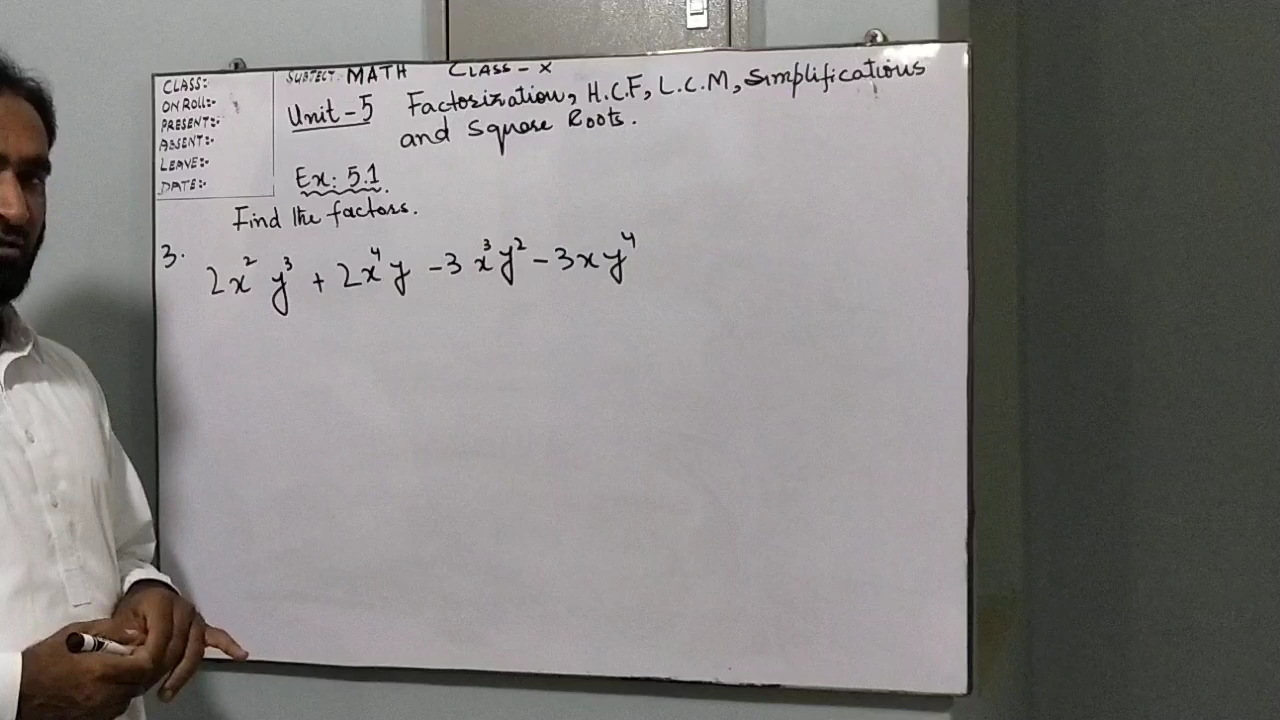 CLASS:
ON ROLL:-
PRESENT:-
ABSENT:-
LEAVE:-
DATE:-
SUBJECT: MATH CLASS - X
Unit - 5 Factorization, H.C.F, L.C.M, Simplifications
and Square Roots.
Ex: 5.1
Find the factors.
3. 2x² y³ + 2x⁴y - 3x³y² - 3xy⁴